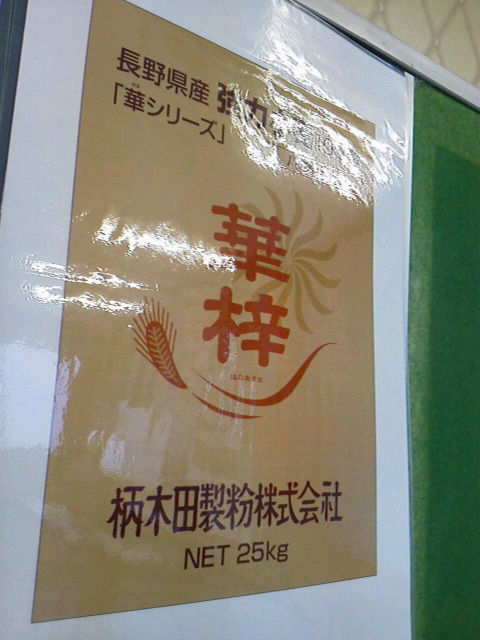 長野県産 強力
「華シリーズ」
華
梓
はなあずさ
柄木田製粉株式会社
NET 25kg